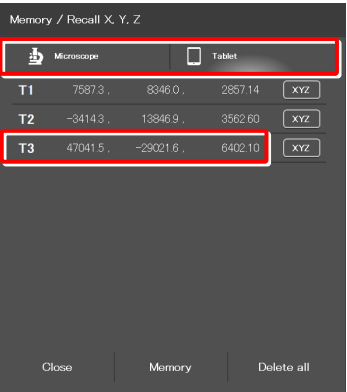 Memory / Recall X, Y, Z
Microscope Tablet
T1 7587.3 , 8346.0 , 2857.14 XYZ
T2 -3414.3 , 13846.9 , 3562.60 XYZ
T3 47041.5 , -29021.6 , 6402.10 XYZ
Close Memory Delete all